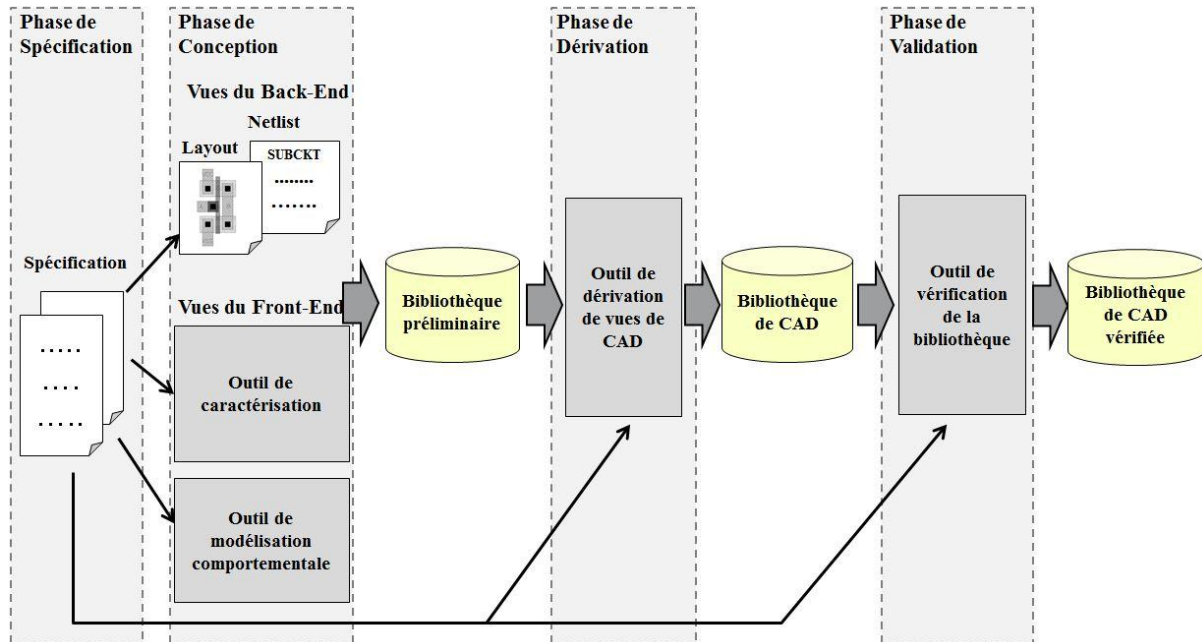 Phase de
Spécification
Phase de
Conception
Phase de
Dérivation
Phase de
Validation
Vues du Back-End
Netlist
Layout
SUBCKT
........
.......
Spécification
.....
....
.....
Vues du Front-End
Outil de
caractérisation
Outil de
modélisation
comportementale
Bibliothèque
préliminaire
Outil de
dérivation
de vues de
CAD
Bibliothèque
de CAD
Outil de
vérification
de la
bibliothèque
Bibliothèque
de CAD
vérifiée